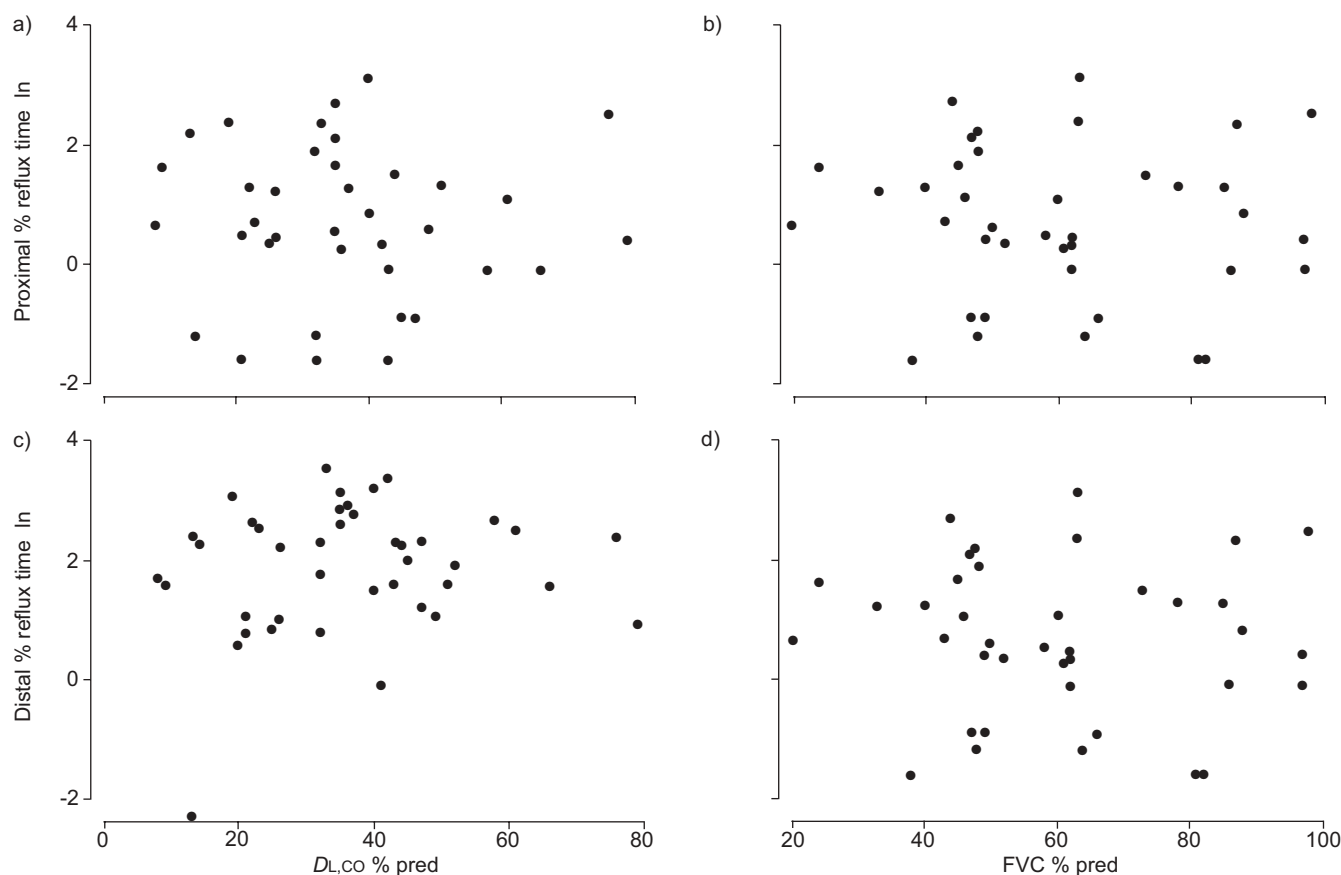 a)
4
2
0
-2
Proximal % reflux time ln
b)
c)
4
2
0
-2
Distal % reflux time ln
0 20 40 60 80
DL,CO % pred
d)
20 40 60 80 100
FVC % pred